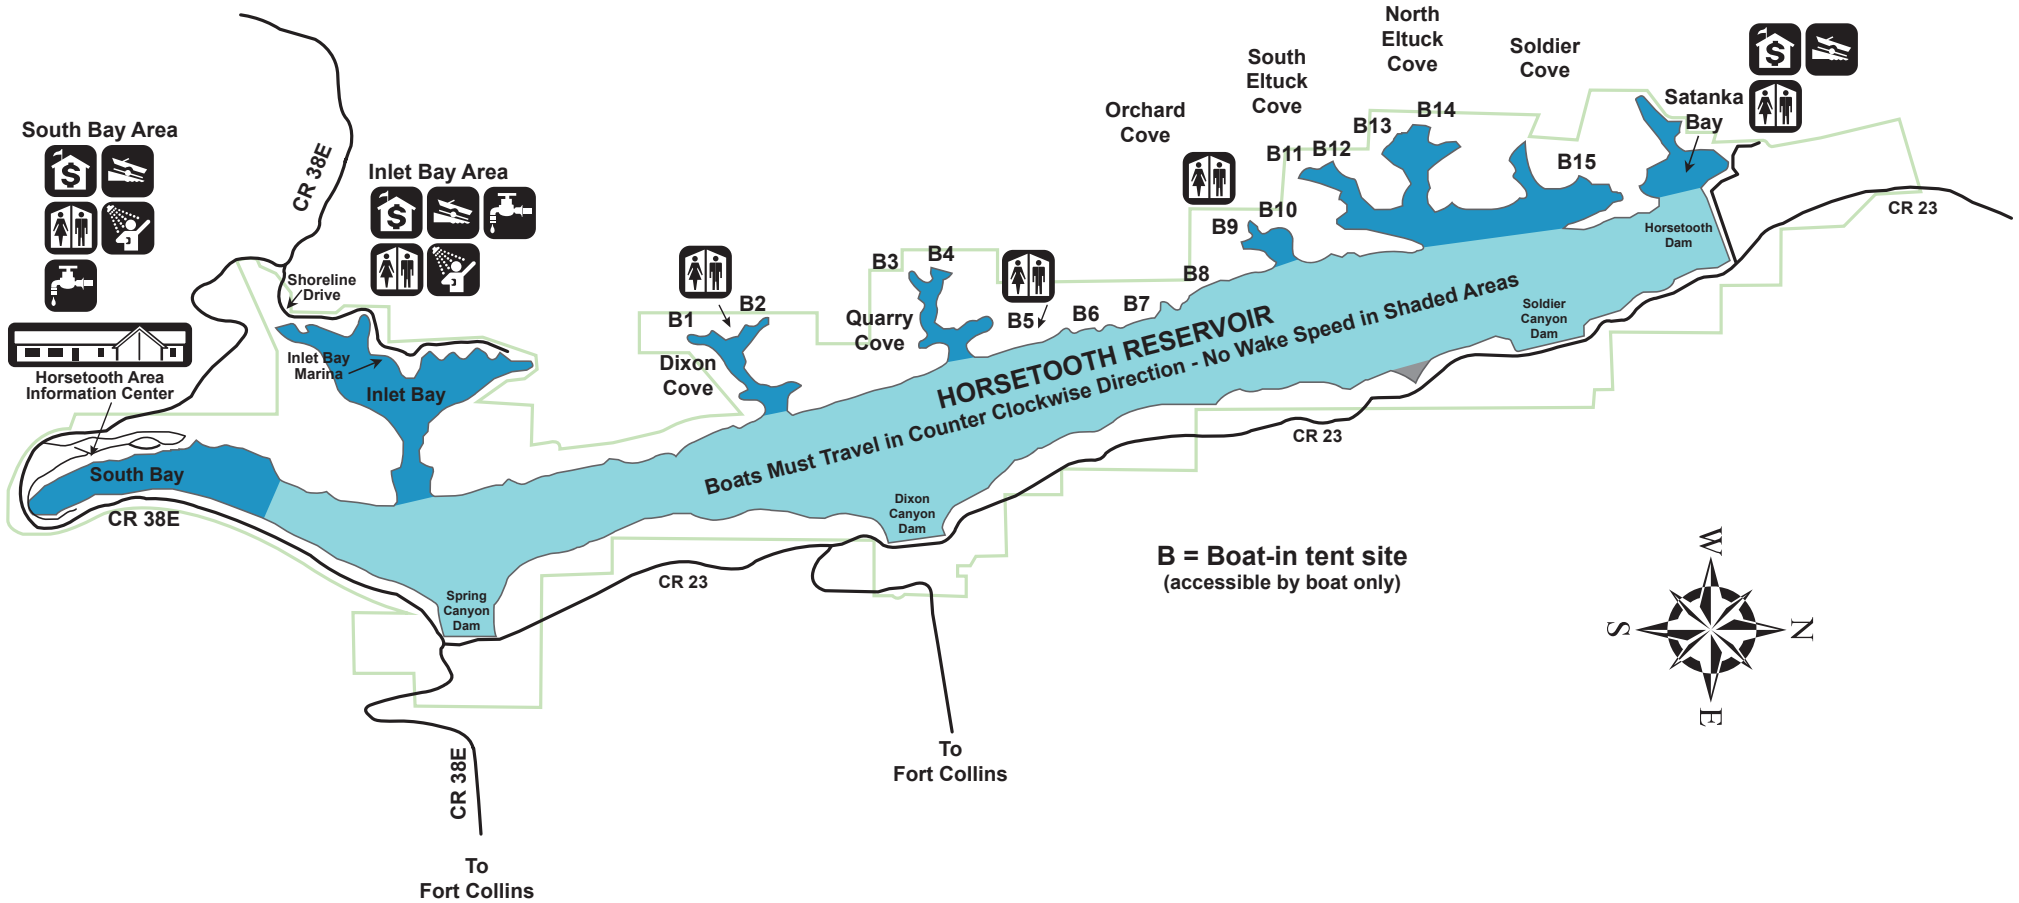 North
Eltuck
Cove
Soldier
Cove
South
Eltuck
Cove
Orchard
Cove
Satanka
Bay
South Bay Area
$
Inlet Bay Area
$
$
CR 38E
B14
B13
B11
B12
B15
B10
B9
CR 23
Horsetooth
Dam
Shoreline
Drive
B3
B4
B8
B7
B6
B5
B2
B1
Quarry
Cove
Dixon
Cove
Inlet Bay
Marina
Inlet Bay
Horsetooth Area
Information Center
South Bay
CR 38E
HORSETOOTH RESERVOIR
Boats Must Travel in Counter Clockwise Direction - No Wake Speed in Shaded Areas
Soldier
Canyon
Dam
CR 23
Dixon
Canyon
Dam
CR 23
Spring
Canyon
Dam
B = Boat-in tent site
(accessible by boat only)
W
S
N
E
To
Fort Collins
CR 38E
To
Fort Collins